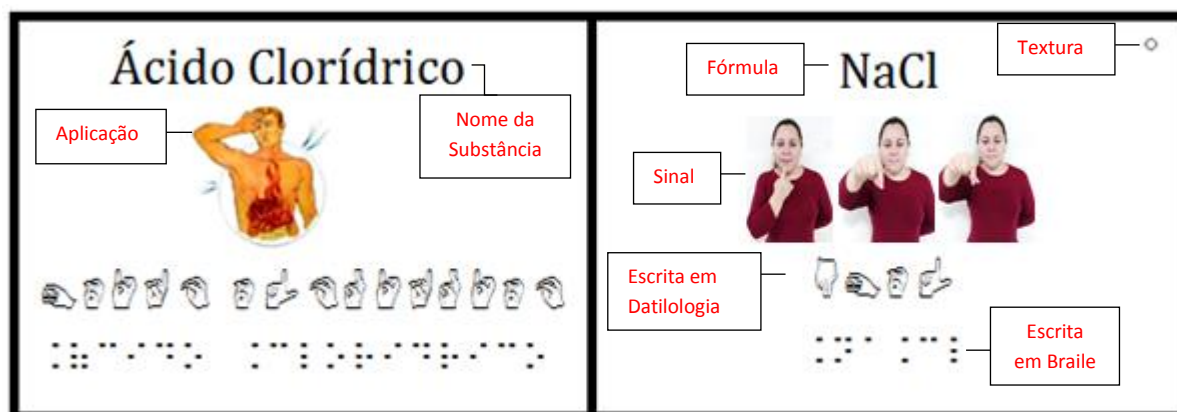 Ácido Clorídrico
Aplicação
Nome da
Substância
Textura
Fórmula
NaCl
Sinal
Escrita em
Datilologia
Escrita
em Braile